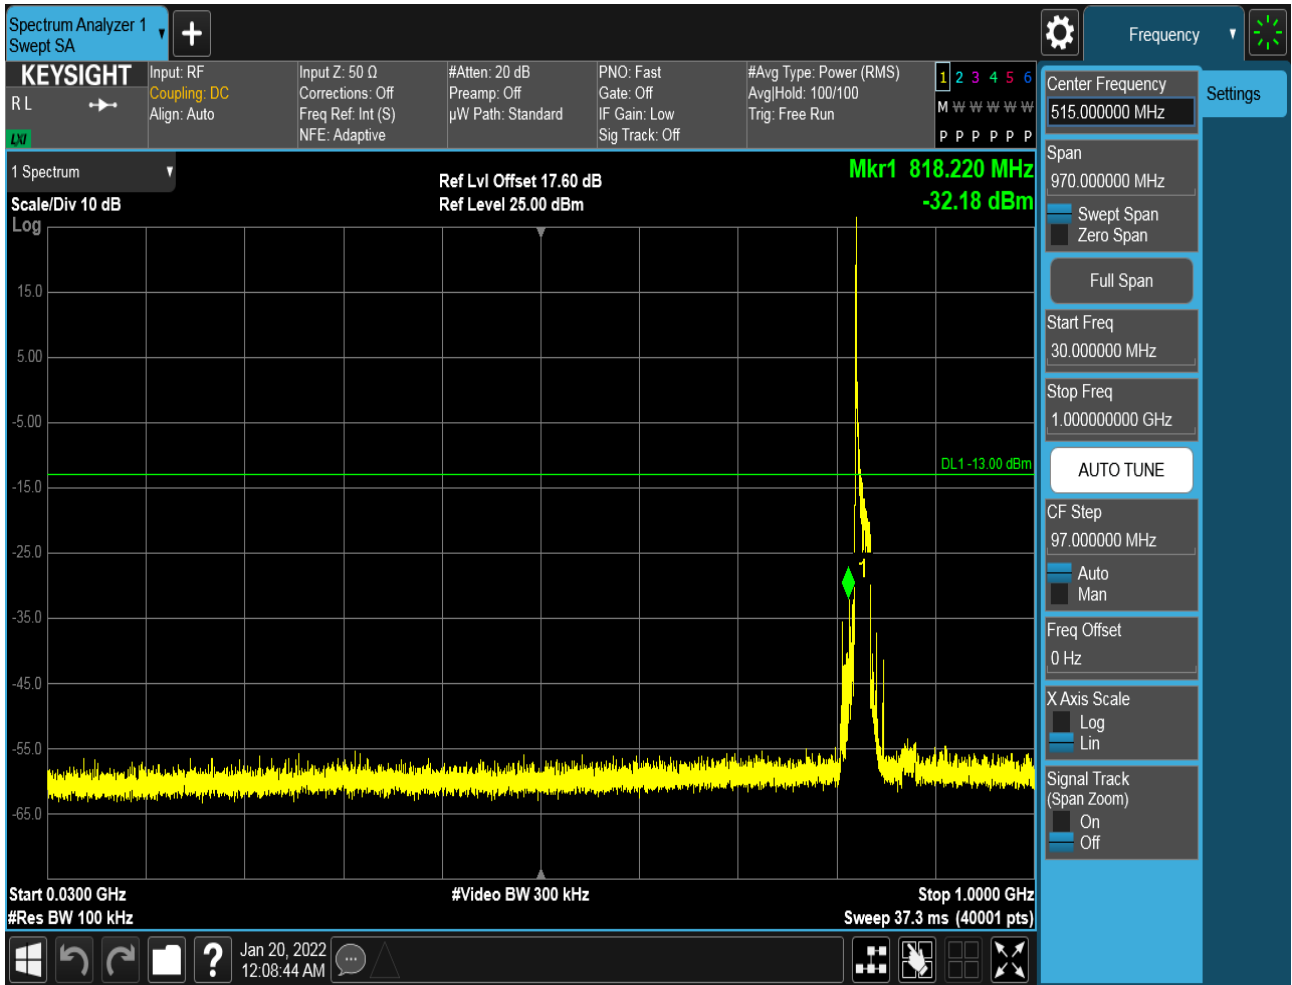 Spectrum Analyzer 1
Swept SA
Frequency
KEYSIGHT
R L
LXI
Input: RF
Coupling: DC
Align: Auto
Input Z: 50 Ω
Corrections: Off
Freq Ref: Int (S)
NFE: Adaptive
#Atten: 20 dB
Preamp: Off
µW Path: Standard
PNO: Fast
Gate: Off
IF Gain: Low
Sig Track: Off
#Avg Type: Power (RMS)
Avg|Hold: 100/100
Trig: Free Run
1 2 3 4 5 6
M W W W W W
P P P P P P
1 Spectrum
Scale/Div 10 dB
Log
Ref Lvl Offset 17.60 dB
Ref Level 25.00 dBm
Mkr1 818.220 MHz
-32.18 dBm
15.0
5.00
-5.00
-15.0
-25.0
-35.0
-45.0
-55.0
-65.0
DL1 -13.00 dBm
Start 0.0300 GHz
#Res BW 100 kHz
#Video BW 300 kHz
Stop 1.0000 GHz
Sweep 37.3 ms (40001 pts)
Center Frequency
515.000000 MHz
Settings
Span
970.000000 MHz
Swept Span
Zero Span
Full Span
Start Freq
30.000000 MHz
Stop Freq
1.000000000 GHz
AUTO TUNE
CF Step
97.000000 MHz
Auto
Man
Freq Offset
0 Hz
X Axis Scale
Log
Lin
Signal Track
(Span Zoom)
On
Off
?
Jan 20, 2022
12:08:44 AM